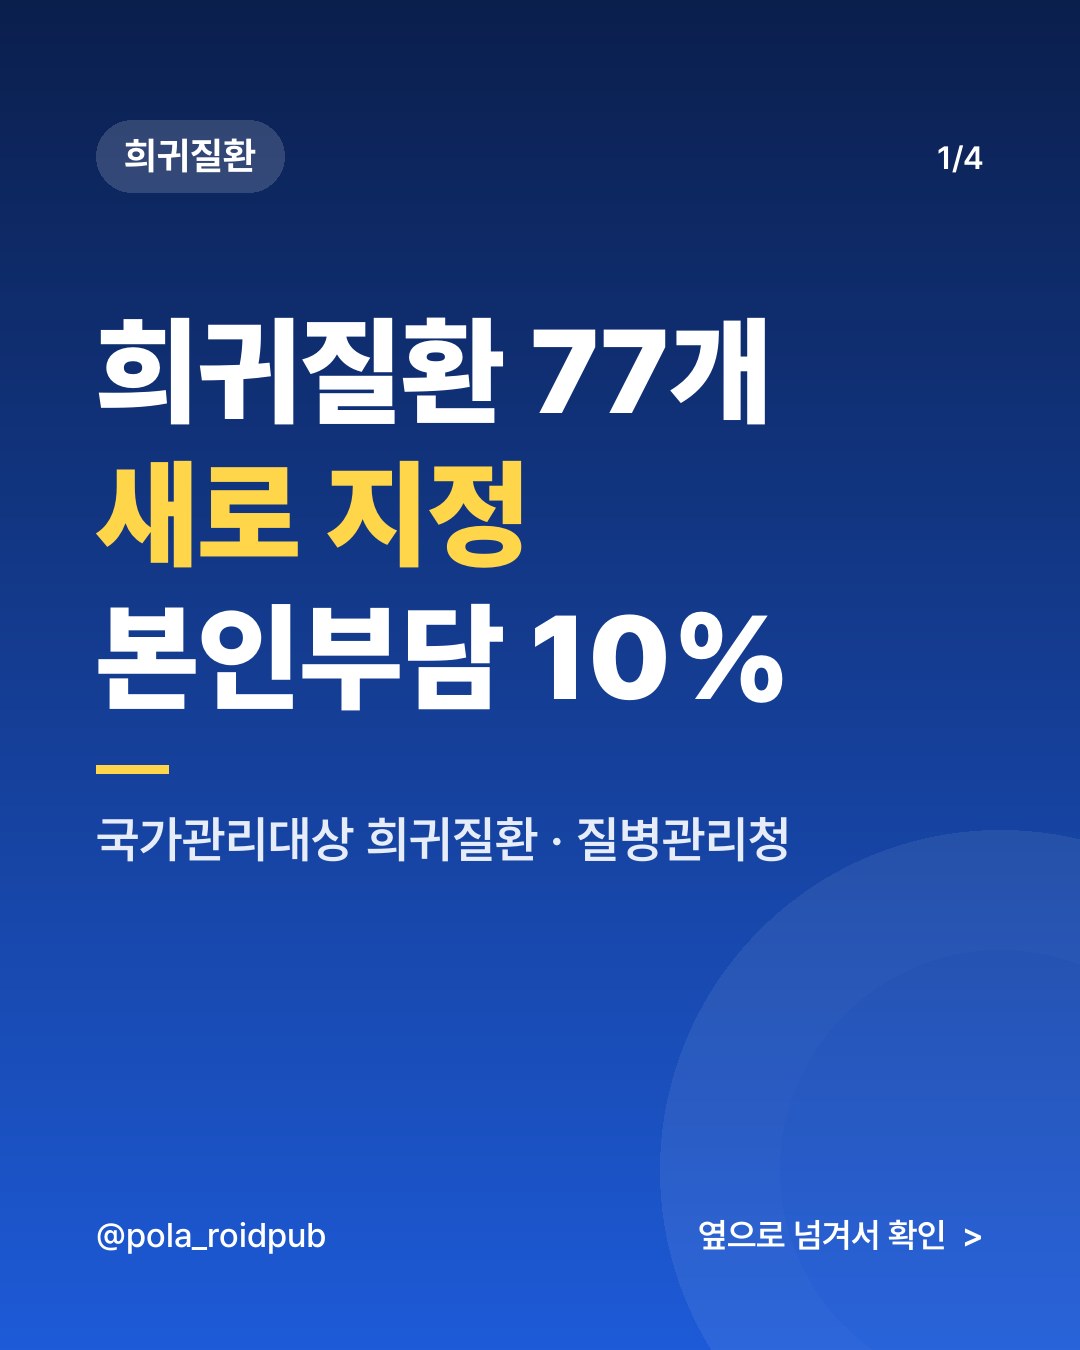 희귀질환
1/4
희귀질환 77개
새로 지정
본인부담 10%
국가관리대상 희귀질환 · 질병관리청
@pola_roidpub
옆으로 넘겨서 확인 >